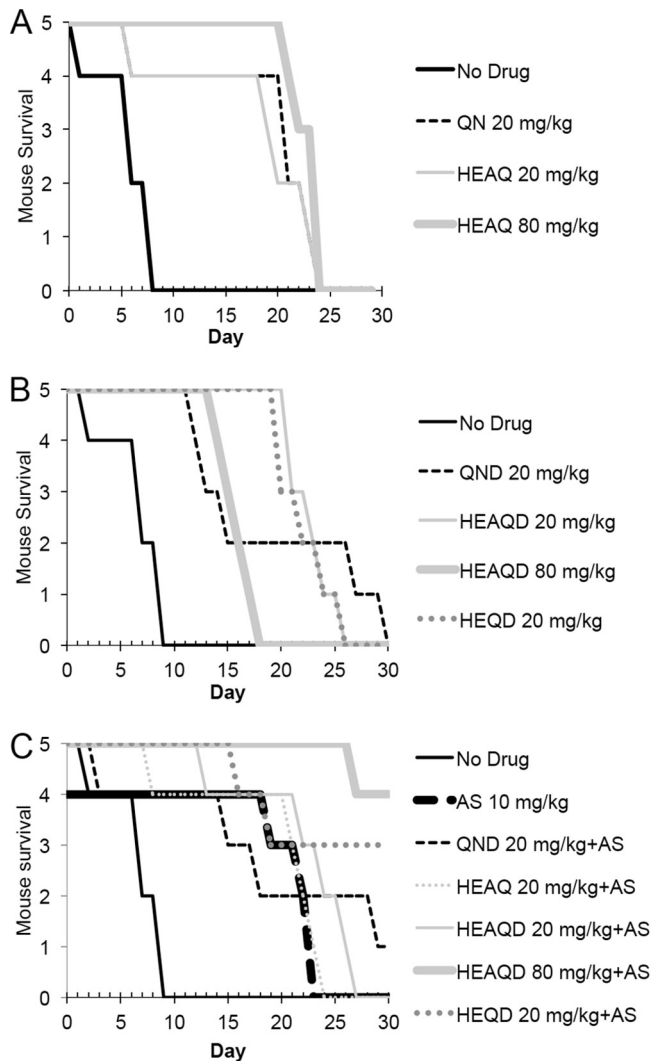 A
Mouse Survival
5
4
3
2
1
0
0 5 10 15 20 25 30
Day
No Drug
QN 20 mg/kg
HEAQ 20 mg/kg
HEAQ 80 mg/kg
B
Mouse Survival
5
4
3
2
1
0
0 5 10 15 20 25 30
Day
No Drug
QND 20 mg/kg
HEAQD 20 mg/kg
HEAQD 80 mg/kg
HEQD 20 mg/kg
C
Mouse survival
5
4
3
2
1
0
0 5 10 15 20 25 30
Day
No Drug
AS 10 mg/kg
QND 20 mg/kg+AS
HEAQ 20 mg/kg+AS
HEAQD 20 mg/kg+AS
HEAQD 80 mg/kg+AS
HEQD 20 mg/kg+AS